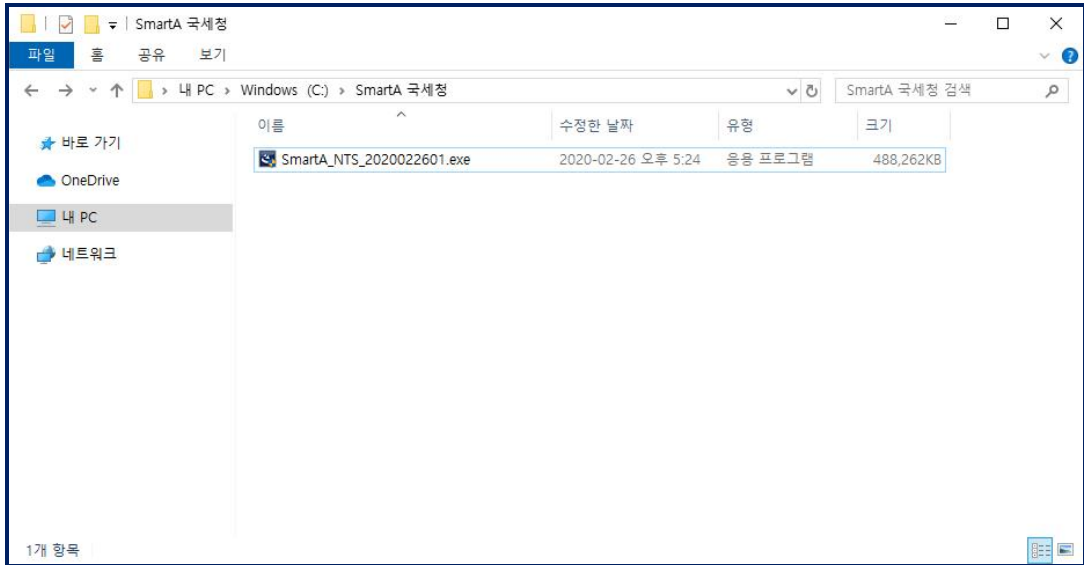 SmartA 국세청
파일 홈 공유 보기
내 PC > Windows (C:) > SmartA 국세청 SmartA 국세청 검색
이름 수정한 날짜 유형 크기
바로 가기
SmartA_NTS_2020022601.exe 2020-02-26 오후 5:24 응용 프로그램 488,262KB
OneDrive
내 PC
네트워크
1개 항목